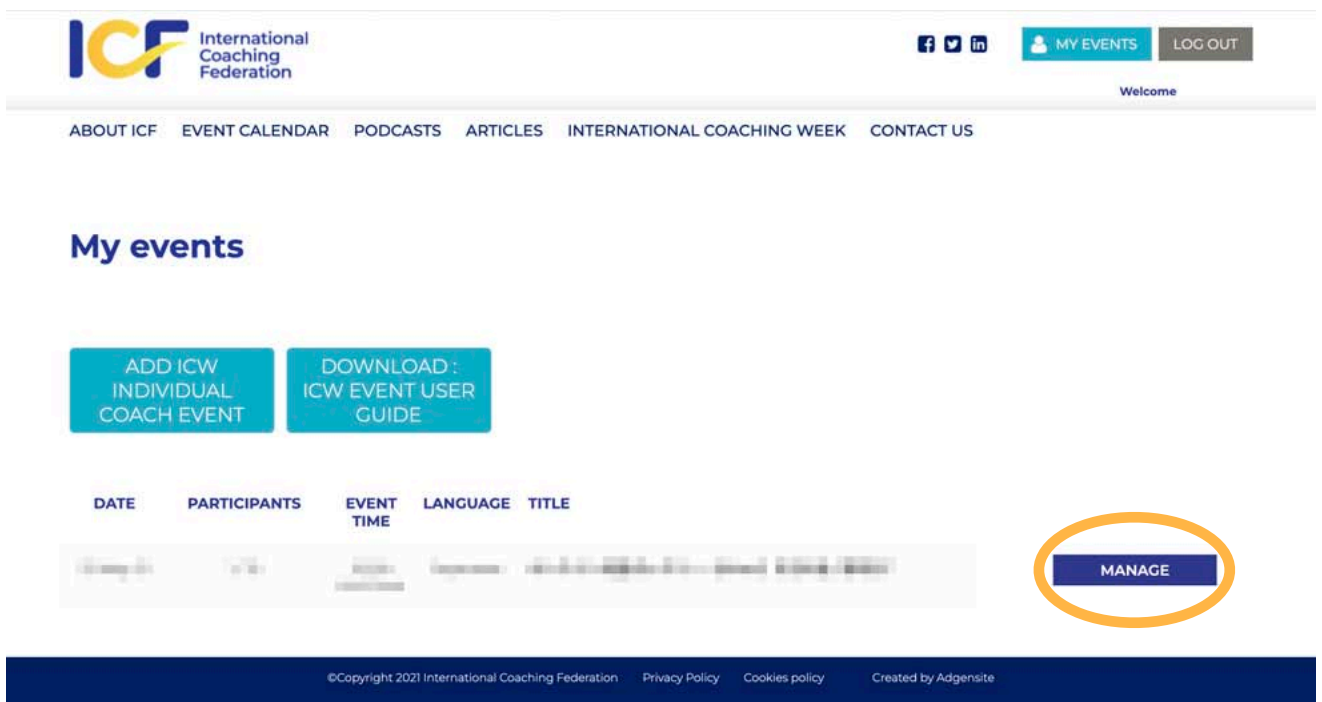 ICF International
Coaching
Federation
MY EVENTS LOG OUT
Welcome
ABOUT ICF EVENT CALENDAR PODCASTS ARTICLES INTERNATIONAL COACHING WEEK CONTACT US
My events
ADD ICW
INDIVIDUAL
COACH EVENT
DOWNLOAD :
ICW EVENT USER
GUIDE
DATE PARTICIPANTS EVENT TIME LANGUAGE TITLE
MANAGE
©Copyright 2021 International Coaching Federation Privacy Policy Cookies policy Created by Adgensite